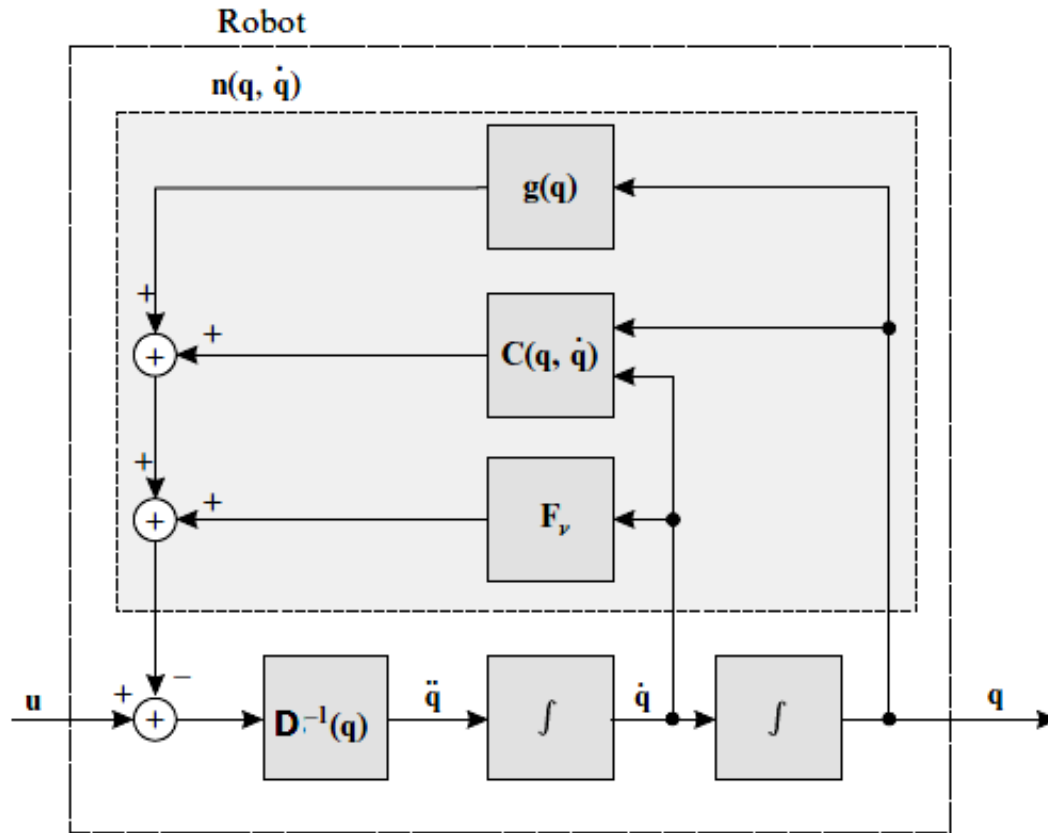 Robot
n(q, q̇)
g(q)
+
+
+
C(q, q̇)
+
+
+
F_ν
−
+
u
+
D⁻¹(q)
q̈
∫
q̇
∫
q